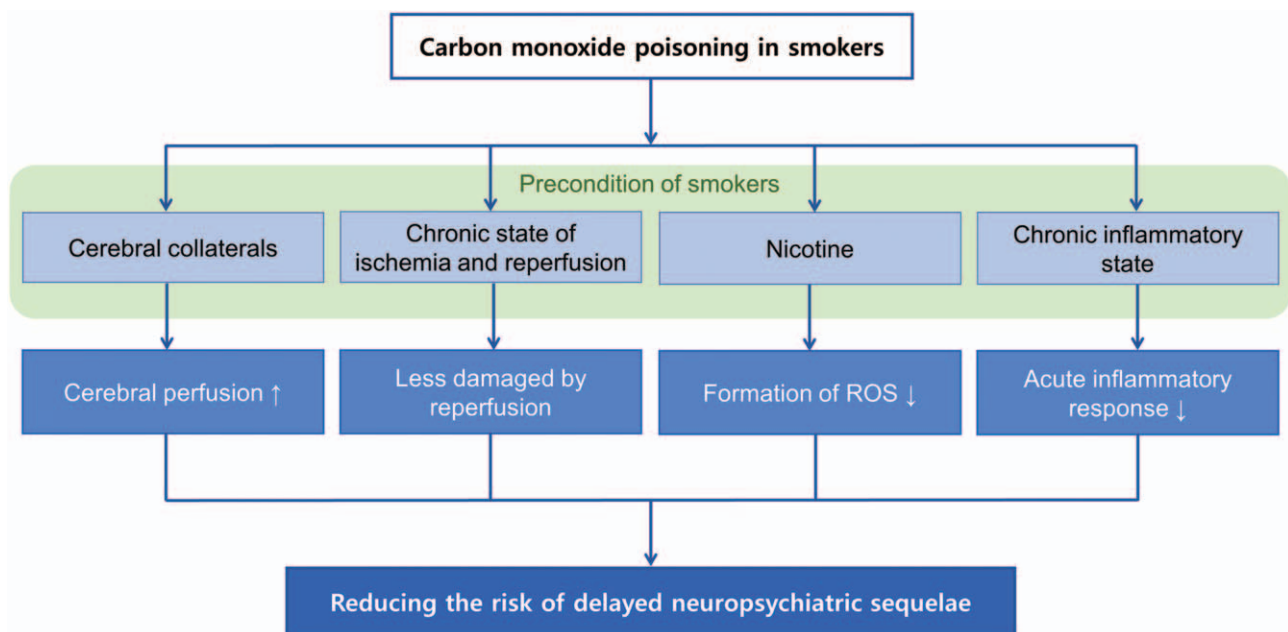 Carbon monoxide poisoning in smokers
Precondition of smokers
Cerebral collaterals
Chronic state of
ischemia and reperfusion
Nicotine
Chronic inflammatory
state
Cerebral perfusion ↑
Less damaged by
reperfusion
Formation of ROS ↓
Acute inflammatory
response ↓
Reducing the risk of delayed neuropsychiatric sequelae